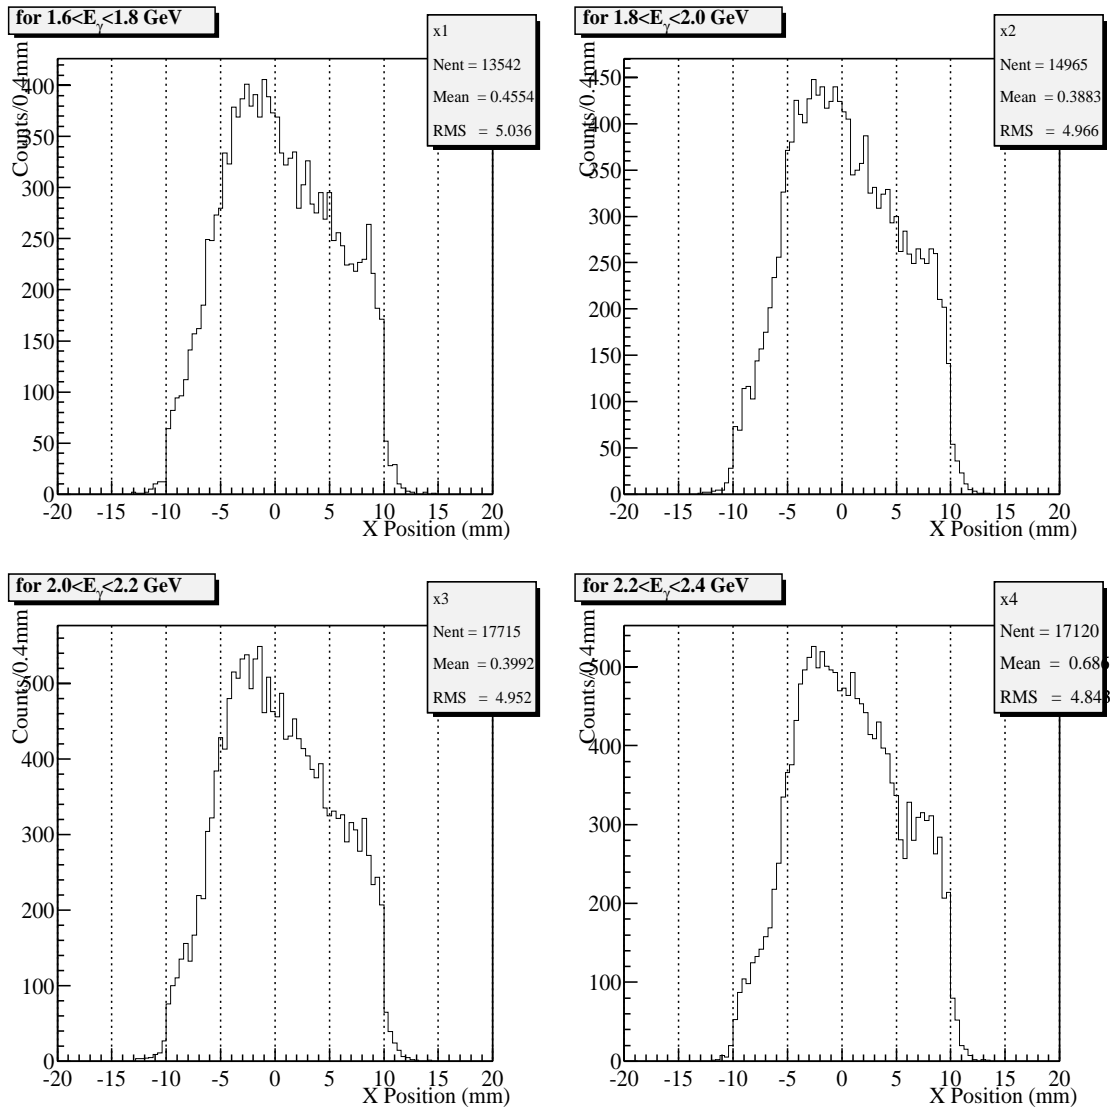 for 1.6<Eγ<1.8 GeV
x1
Nent = 13542
Mean = 0.4554
RMS = 5.036
Counts/0.4mm
400
350
300
250
200
150
100
50
0
-20 -15 -10 -5 0 5 10 15 20
X Position (mm)
for 1.8<Eγ<2.0 GeV
x2
Nent = 14965
Mean = 0.3883
RMS = 4.966
Counts/0.4mm
450
400
350
300
250
200
150
100
50
0
-20 -15 -10 -5 0 5 10 15 20
X Position (mm)
for 2.0<Eγ<2.2 GeV
x3
Nent = 17715
Mean = 0.3992
RMS = 4.952
Counts/0.4mm
500
400
300
200
100
0
-20 -15 -10 -5 0 5 10 15 20
X Position (mm)
for 2.2<Eγ<2.4 GeV
x4
Nent = 17120
Mean = 0.686
RMS = 4.843
Counts/0.4mm
500
400
300
200
100
0
-20 -15 -10 -5 0 5 10 15 20
X Position (mm)